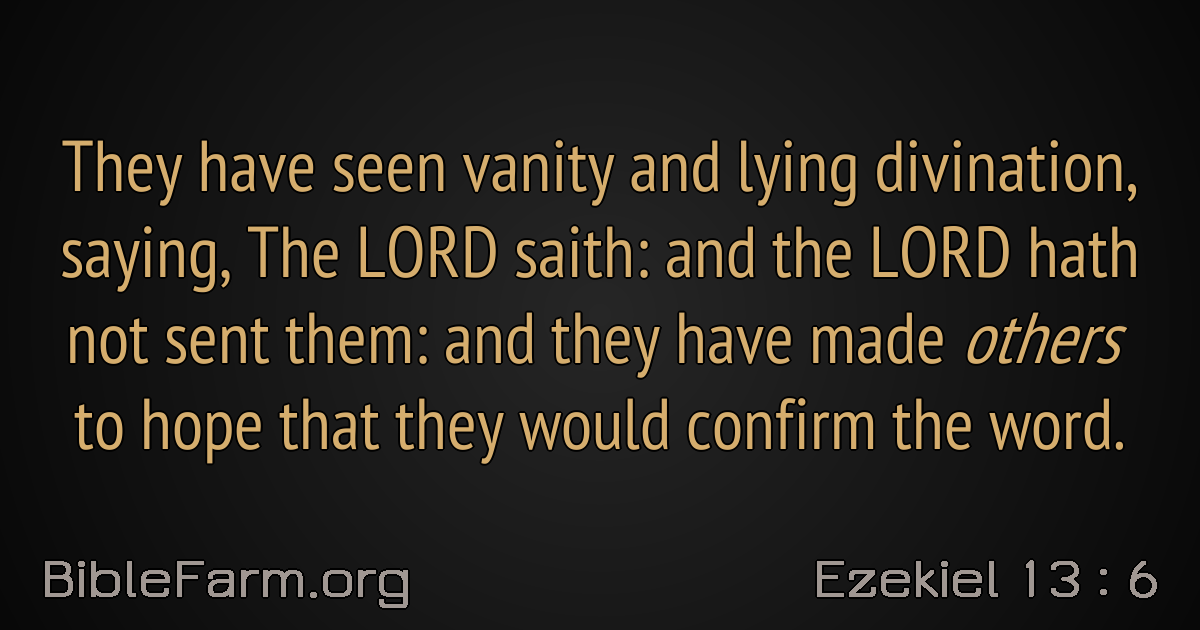 They have seen vanity and lying divination,
saying, The LORD saith: and the LORD hath
not sent them: and they have made others
to hope that they would confirm the word.
BibleFarm.org
Ezekiel 13 : 6